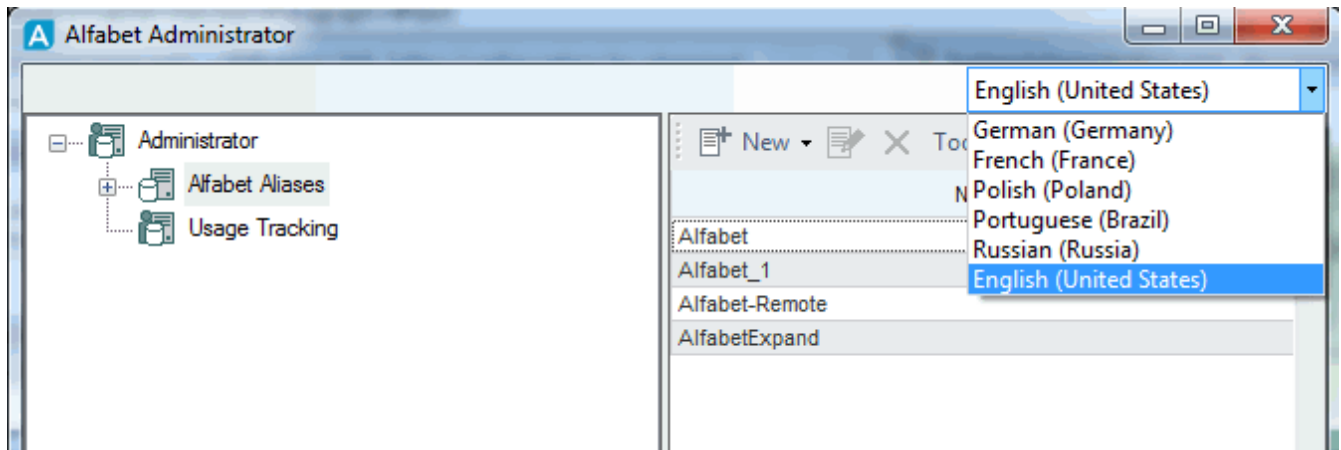 Alfabet Administrator
English (United States)
German (Germany)
French (France)
Polish (Poland)
Portuguese (Brazil)
Russian (Russia)
English (United States)
Administrator
Alfabet Aliases
Usage Tracking
New
Alfabet
Alfabet_1
Alfabet-Remote
AlfabetExpand